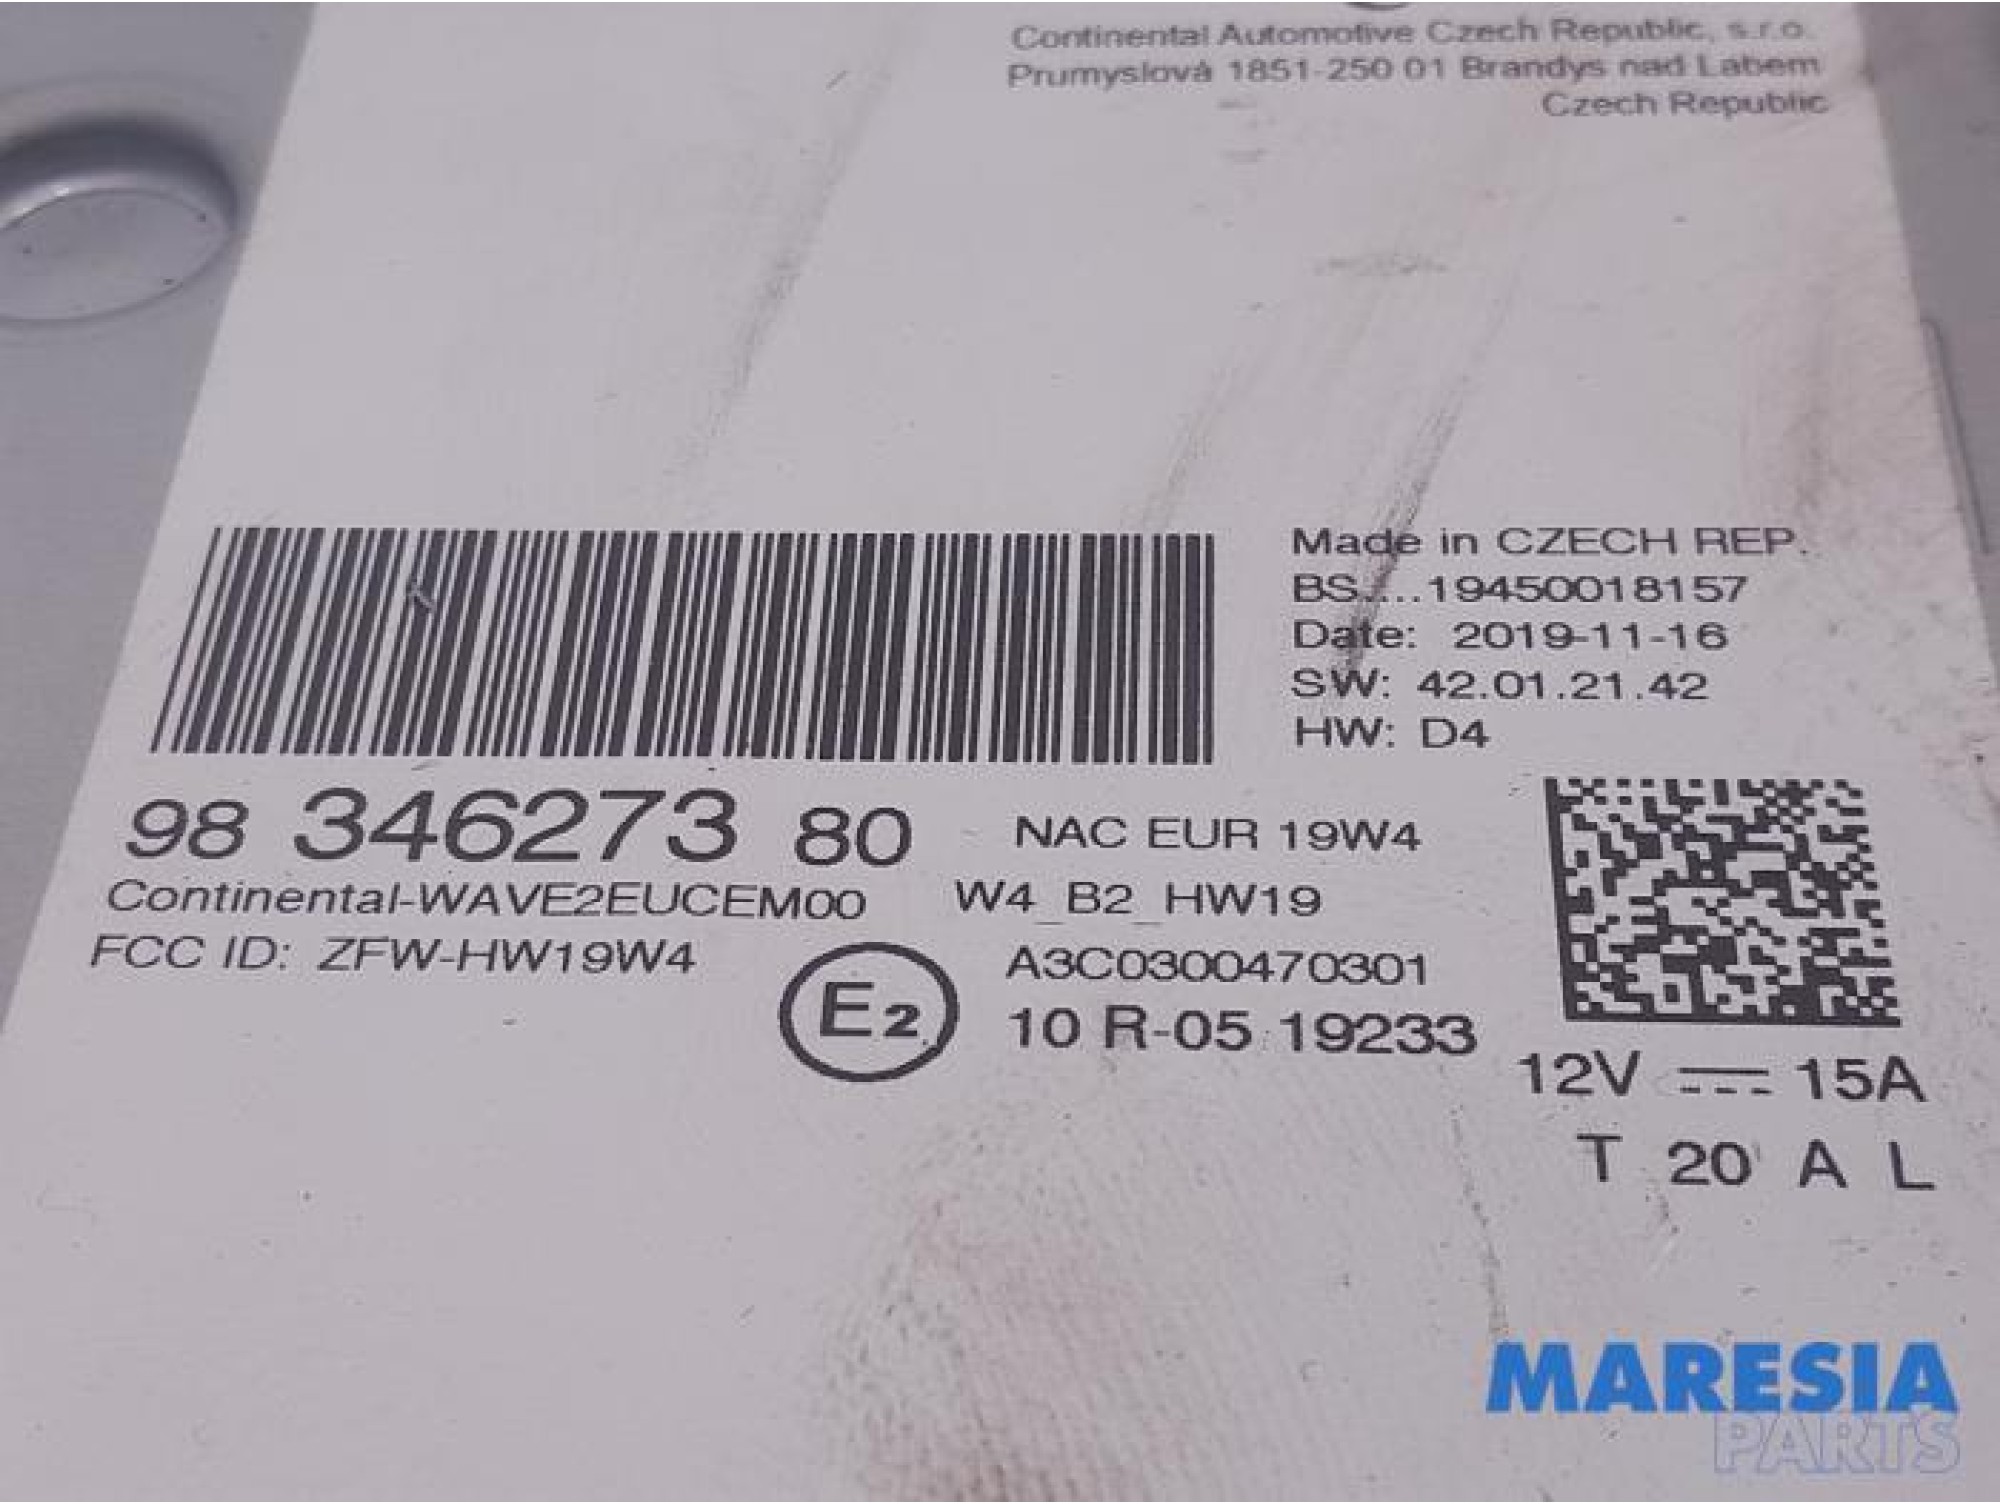 Continental Automotive Czech Republic, s.r.o.
Prumyslová 1851-250 01 Brandys nad Labem
Czech Republic
Made in CZECH REP.
BS.....19450018157
Date: 2019-11-16
SW: 42.01.21.42
HW: D4
98 346273 80 NAC EUR 19W4
Continental-WAVE2EUCEM00 W4_B2_HW19
FCC ID: ZFW-HW19W4
E2
A3C0300470301
10 R-05 19233
12V 15A
T 20 A L
MARESIA
PARTS